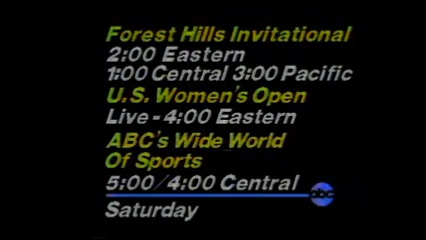 Forest Hills Invitational
2:00 Eastern
1:00 Central 3:00 Pacific
U.S. Women's Open
Live - 4:00 Eastern
ABC's Wide World
Of Sports
5:00/4:00 Central
abc
Saturday